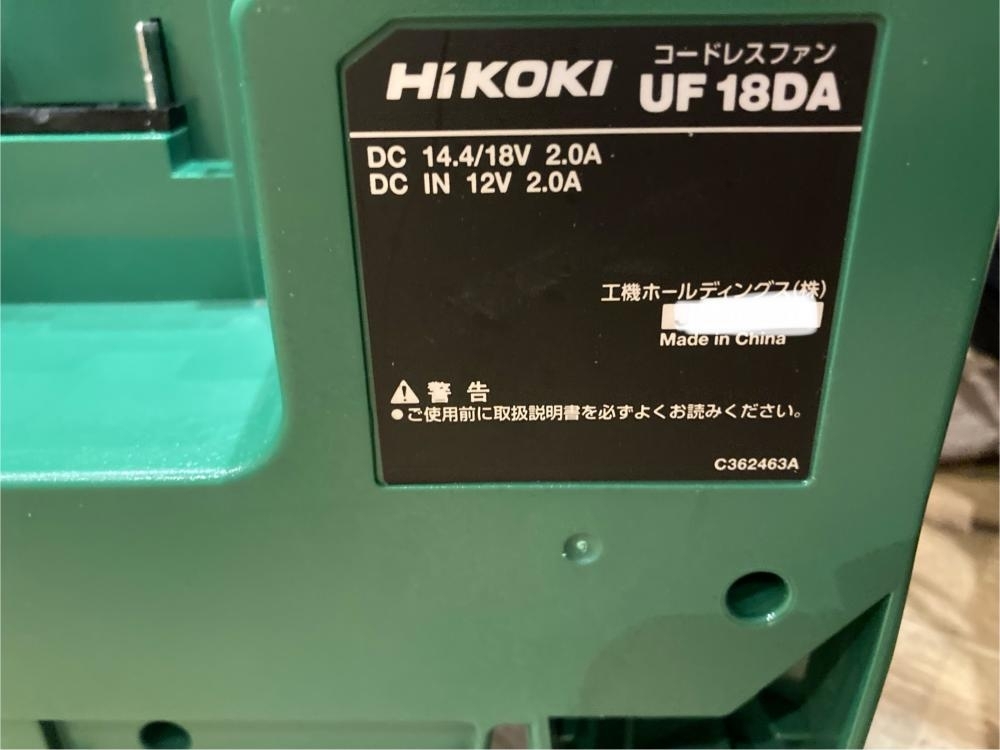 HiKOKI
コードレスファン
UF 18DA
DC 14.4/18V 2.0A
DC IN 12V 2.0A
工機ホールディングス(株)
Made in China
警告
●ご使用前に取扱説明書を必ずよくお読みください。
C362463A